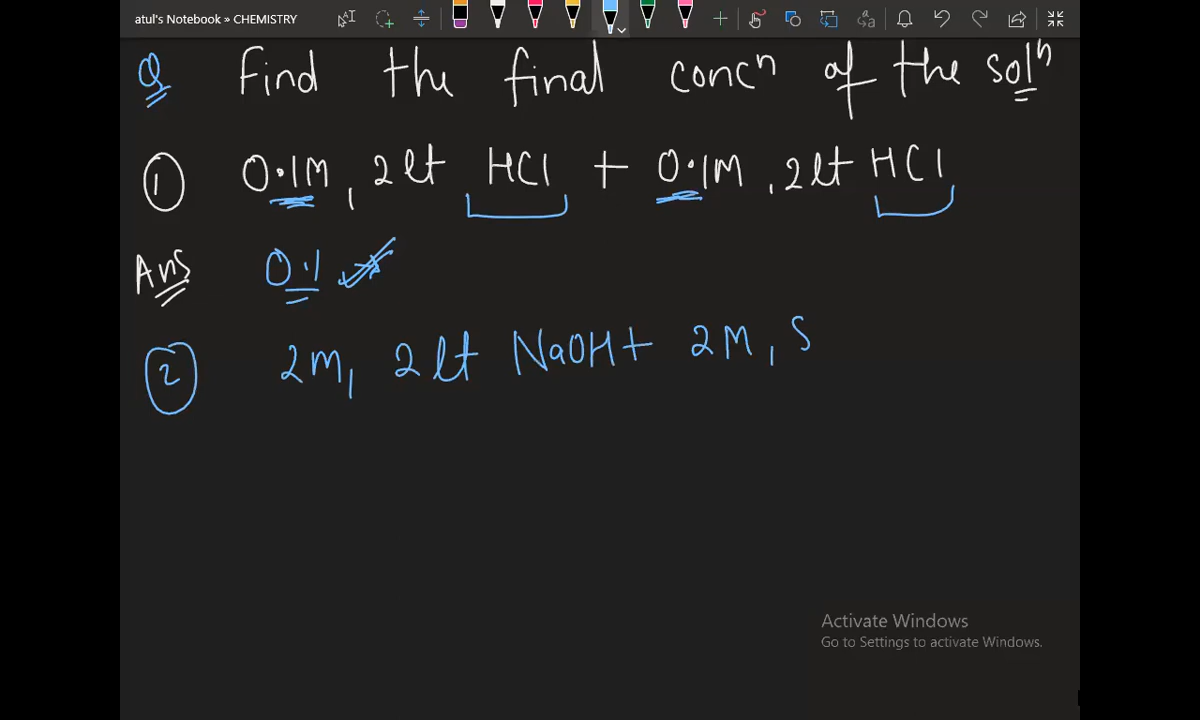 atul's Notebook » CHEMISTRY
Q Find the final concⁿ of the solⁿ
① 0.1M, 2lt HCl + 0.1M, 2lt HCl
Ans 0.1
② 2M, 2lt NaOH + 2M, S
Activate Windows
Go to Settings to activate Windows.